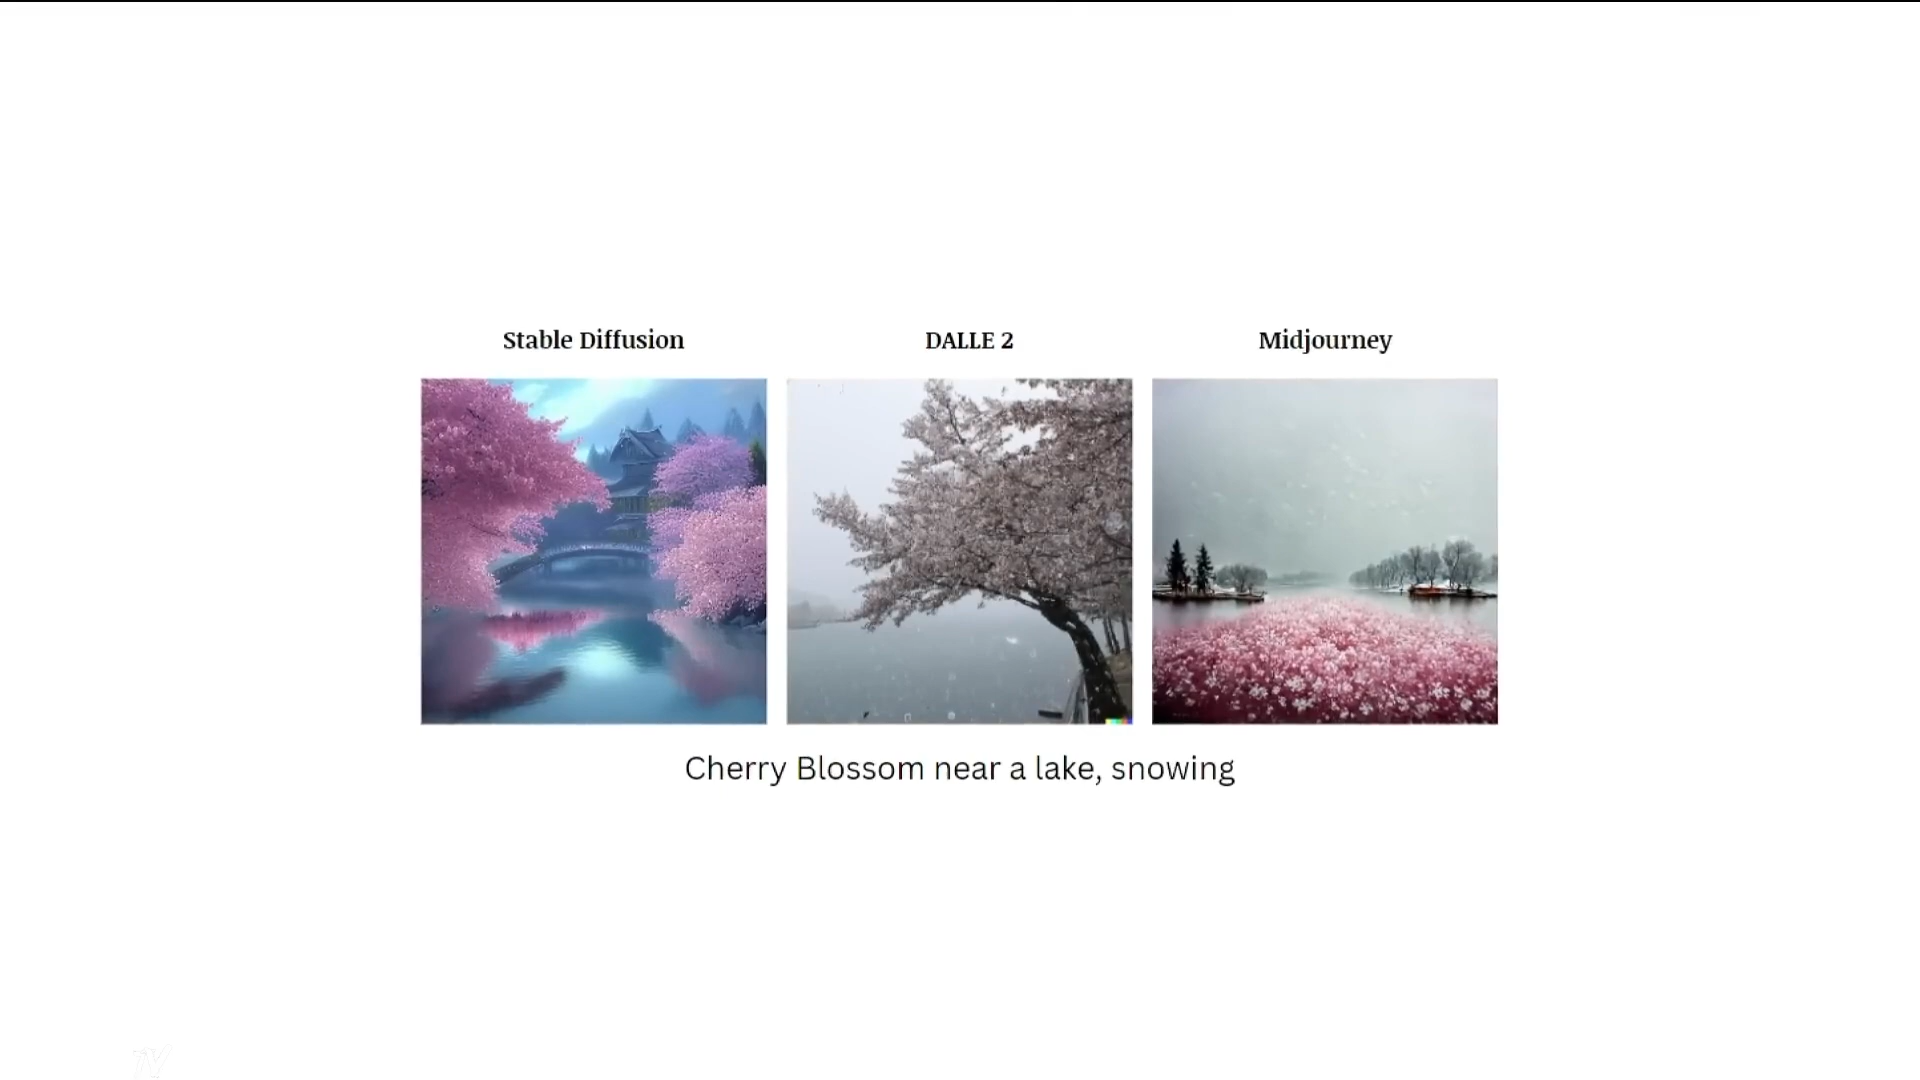 Stable Diffusion
DALLE 2
Midjourney
Cherry Blossom near a lake, snowing